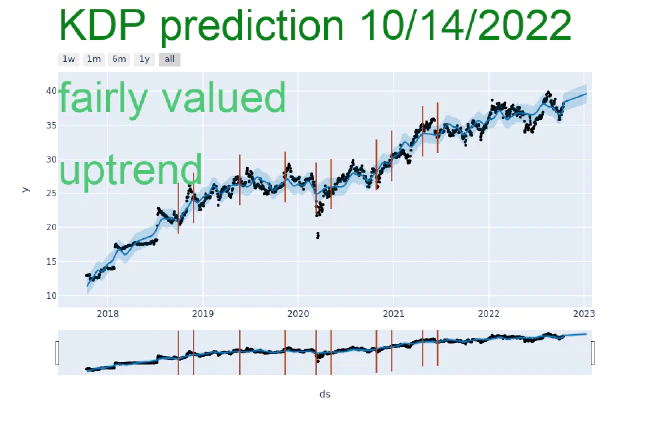 KDP prediction 10/14/2022
1w 1m 6m 1y all
fairly valued
uptrend
40
35
30
25
20
15
10
y
2018 2019 2020 2021 2022 2023
ds